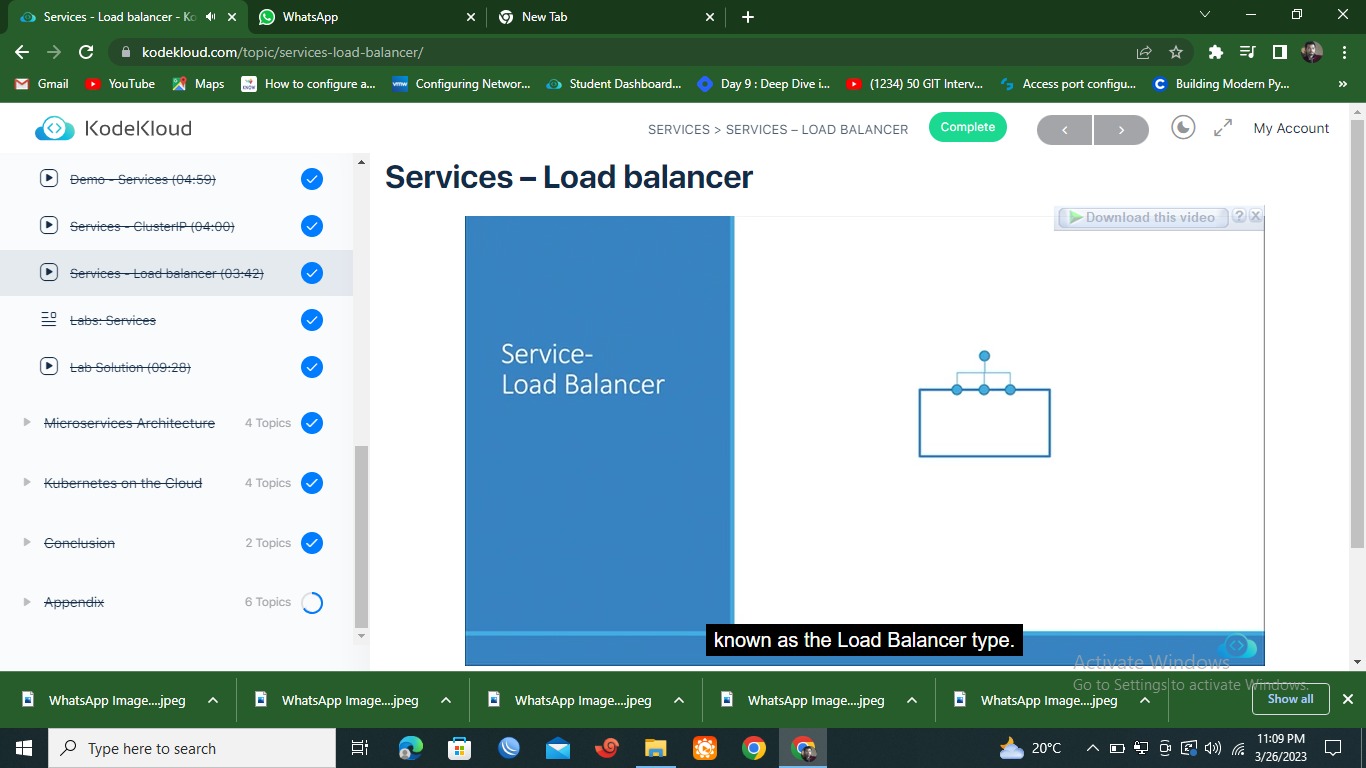 Services - Load balancer - Ko
WhatsApp
New Tab
kodekloud.com/topic/services-load-balancer/
Gmail
YouTube
Maps
How to configure a...
Configuring Networ...
Student Dashboard...
Day 9 : Deep Dive i...
(1234) 50 GIT Interv...
Access port configu...
Building Modern Py...
KodeKloud
SERVICES > SERVICES – LOAD BALANCER
Complete
My Account
Demo - Services (04:59)
Services - ClusterIP (04:00)
Services - Load balancer (03:42)
Labs: Services
Lab Solution (09:28)
Microservices Architecture 4 Topics
Kubernetes on the Cloud 4 Topics
Conclusion 2 Topics
Appendix 6 Topics
Services – Load balancer
Download this video ? X
Service-
Load Balancer
known as the Load Balancer type.
Activate Windows
Go to Settings to activate Windows.
WhatsApp Image....jpeg
WhatsApp Image....jpeg
WhatsApp Image....jpeg
WhatsApp Image....jpeg
WhatsApp Image....jpeg
Show all
Type here to search
20°C
11:09 PM
3/26/2023